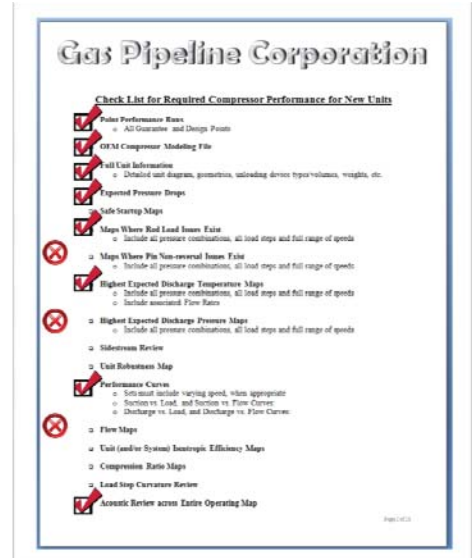 Gas Pipeline Corporation
Check List for Required Compressor Performance for New Units
Point Performance Runs
All Guarantee and Design Points
OEM Compressor Modeling File
Full Unit Information
Detailed unit diagram, geometries, unloading device types/volumes, weights, etc.
Expected Pressure Drops
Safe Startup Maps
Maps Where Rod Load Issues Exist
Include all pressure combinations, all load steps and full range of speeds
Maps Where Pin Non-reversal Issues Exist
Include all pressure combinations, all load steps and full range of speeds
Highest Expected Discharge Temperature Maps
Include all pressure combinations, all load steps and full range of speeds
Include associated Flow Rates
Highest Expected Discharge Pressure Maps
Include all pressure combinations, all load steps and full range of speeds
Sidestream Review
Unit Robustness Map
Performance Curves
Sets must include varying speed, when appropriate
Suction vs. Load, and Suction vs. Flow Curves
Discharge vs. Load, and Discharge vs. Flow Curves
Flow Maps
Unit (and/or System) Isentropic Efficiency Maps
Compression Ratio Maps
Load Step Curvature Review
Acoustic Review across Entire Operating Map